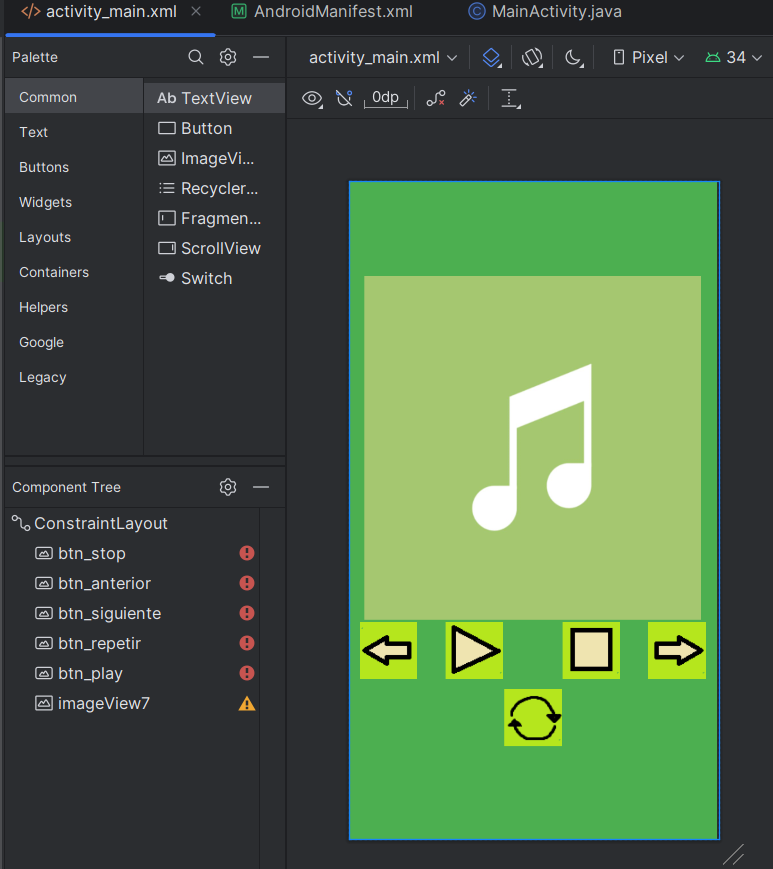 activity_main.xml
AndroidManifest.xml
MainActivity.java
Palette
activity_main.xml
Pixel
34
0dp
Common
Text
Buttons
Widgets
Layouts
Containers
Helpers
Google
Legacy
Ab TextView
Button
ImageVi...
Recycler...
Fragmen...
ScrollView
Switch
Component Tree
ConstraintLayout
btn_stop
btn_anterior
btn_siguiente
btn_repetir
btn_play
imageView7